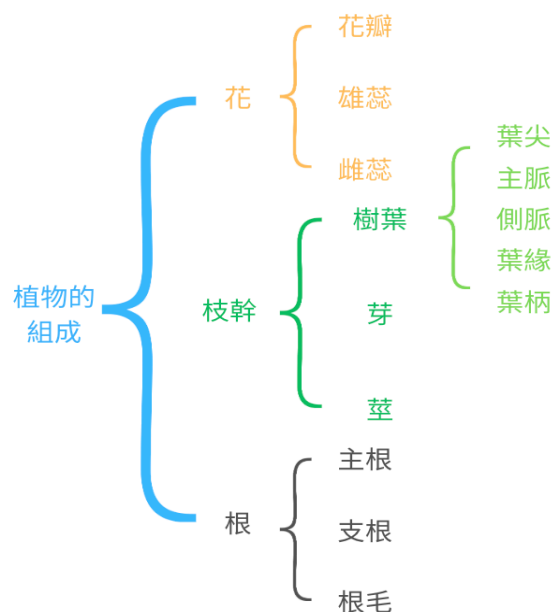 植物的
組成
花
花瓣
雄蕊
雌蕊
枝幹
樹葉
葉尖
主脈
側脈
葉緣
葉柄
芽
莖
根
主根
支根
根毛